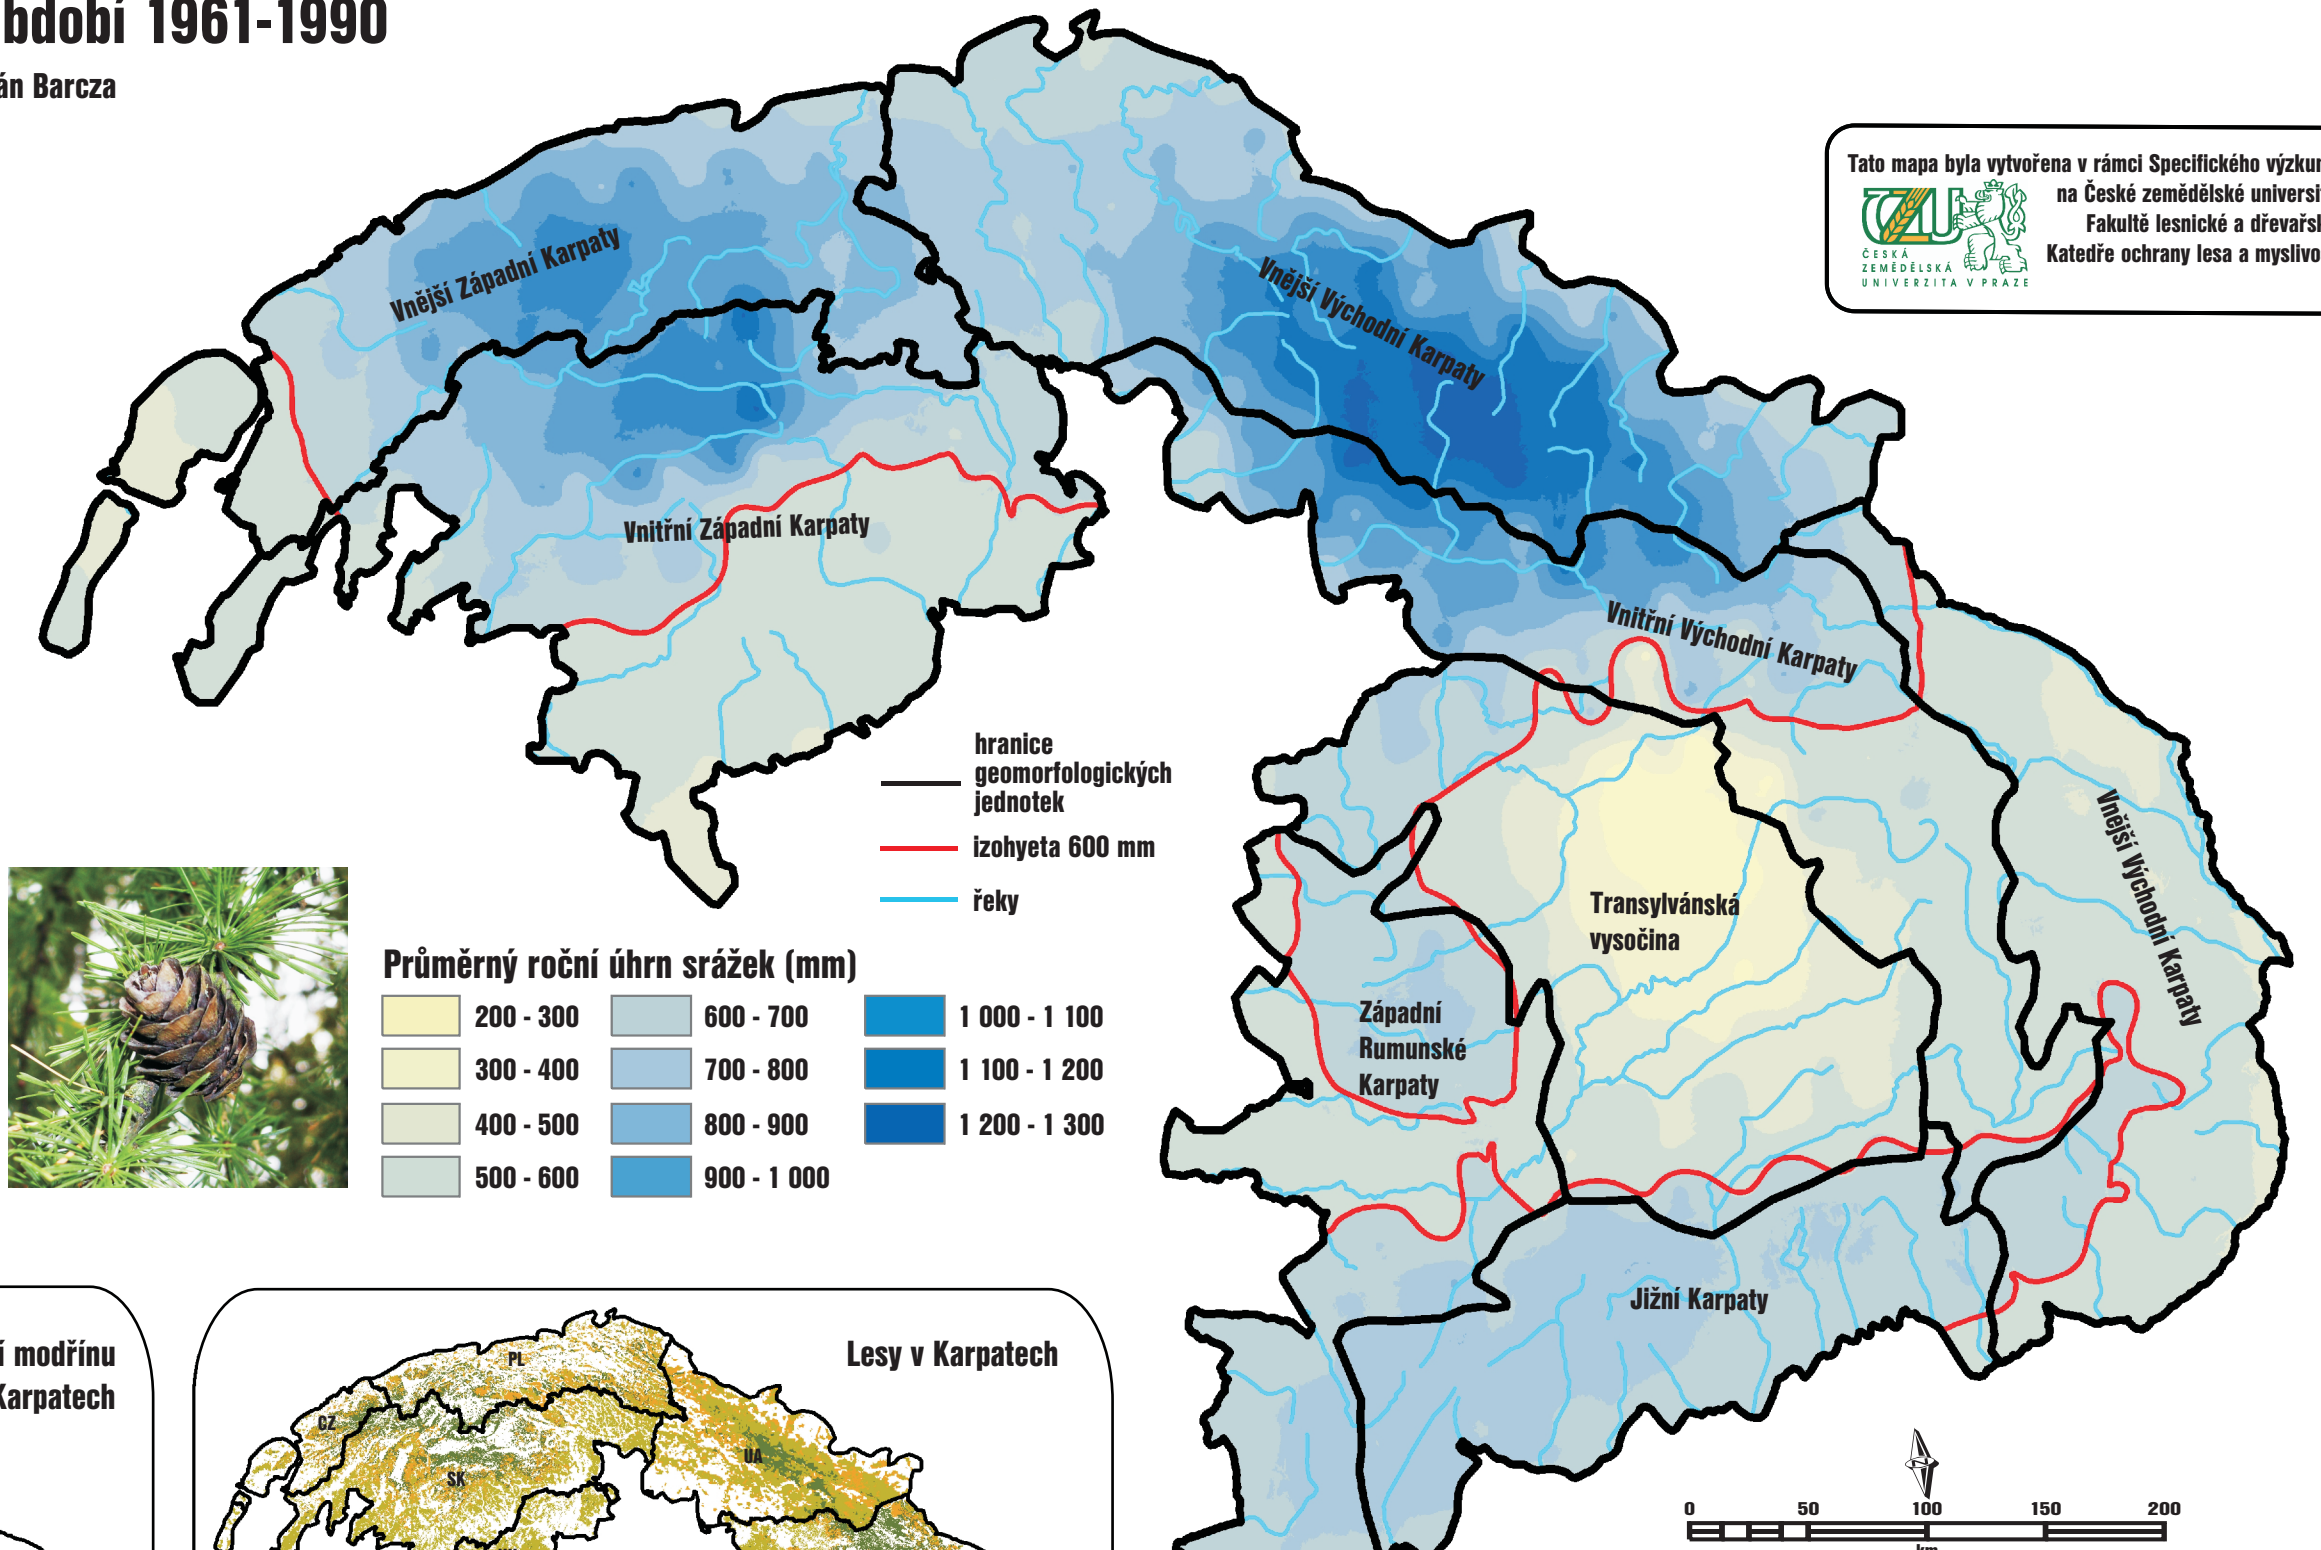 bdobí 1961-1990
án Barcza
Tato mapa byla vytvořena v rámci Specifického výzkum
na České zemědělské universit
Fakultě lesnické a dřevařsk
Katedře ochrany lesa a myslivo
ČZU
ČESKÁ
ZEMĚDĚLSKÁ
UNIVERZITA V PRAZE
Vnější Západní Karpaty
Vnější Východní Karpaty
Vnitřní Západní Karpaty
Vnitřní Východní Karpaty
Vnější Východní Karpaty
Transylvánská
vysočina
Západní
Rumunské
Karpaty
Jižní Karpaty
hranice
geomorfologických
jednotek
izohyeta 600 mm
řeky
Průměrný roční úhrn srážek (mm)
200 - 300
300 - 400
400 - 500
500 - 600
600 - 700
700 - 800
800 - 900
900 - 1 000
1 000 - 1 100
1 100 - 1 200
1 200 - 1 300
í modřínu
Karpatech
Lesy v Karpatech
PL
CZ
SK
UA
N
0 50 100 150 200
km